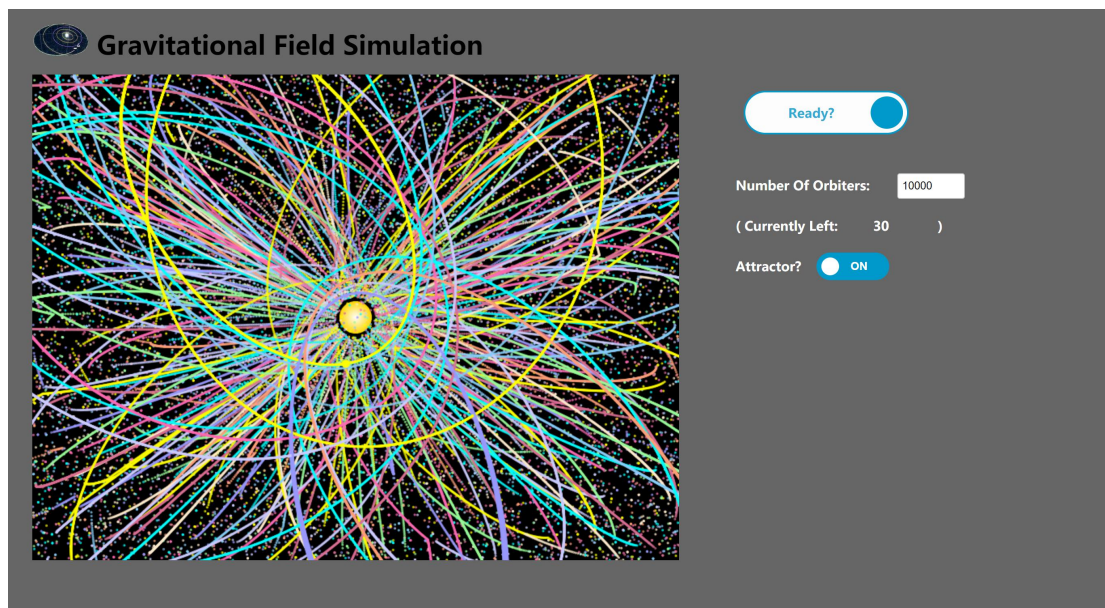 Gravitational Field Simulation
Ready?
Number Of Orbiters: 10000
( Currently Left: 30 )
Attractor? ON